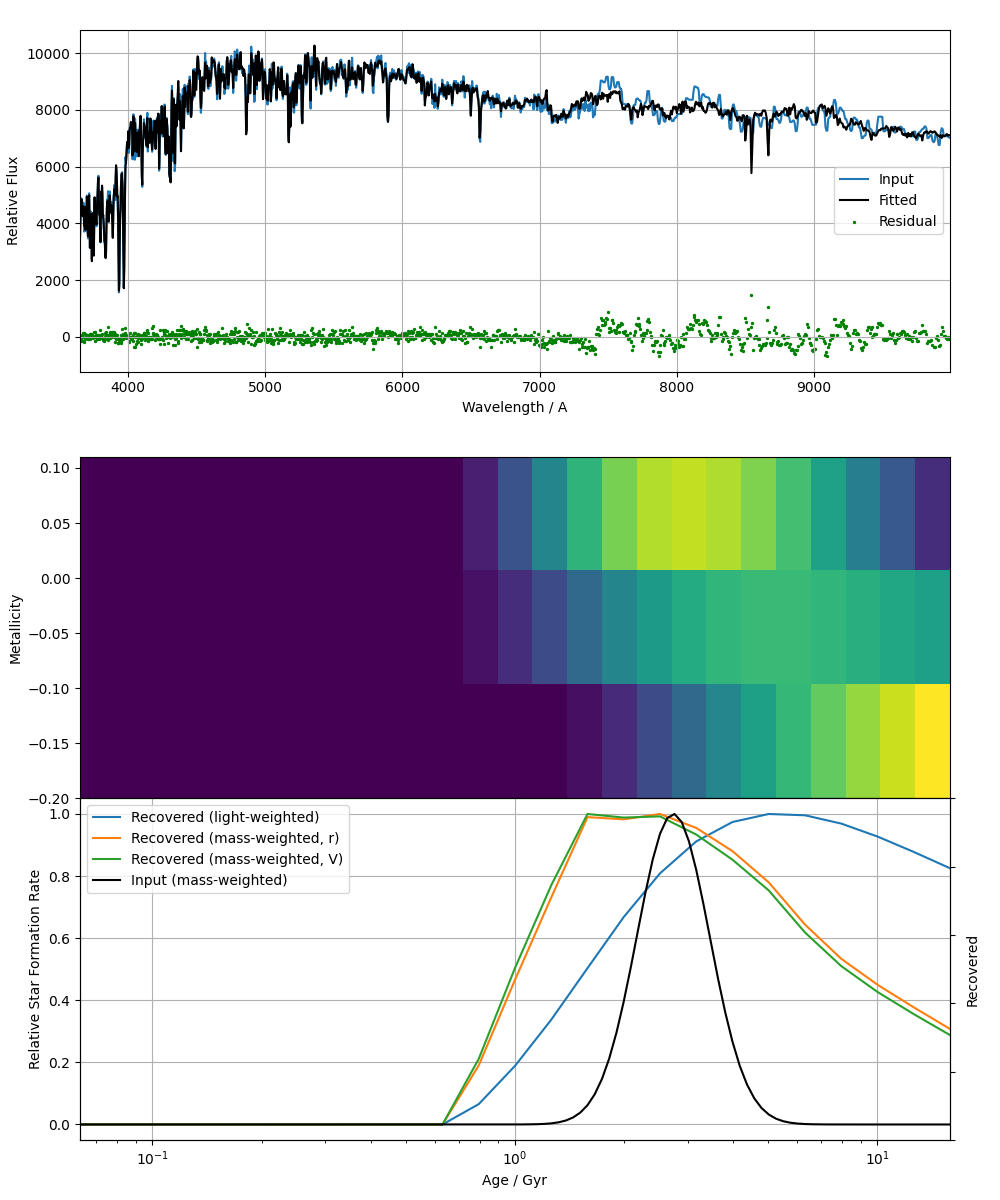 10000
8000
6000
4000
2000
0
Relative Flux
Input
Fitted
Residual
4000
5000
6000
7000
8000
9000
Wavelength / A
0.10
0.05
0.00
−0.05
−0.10
−0.15
−0.20
Metallicity
1.0
0.8
0.6
0.4
0.2
0.0
Relative Star Formation Rate
Recovered (light-weighted)
Recovered (mass-weighted, r)
Recovered (mass-weighted, V)
Input (mass-weighted)
Recovered
10⁻¹
10⁰
10¹
Age / Gyr